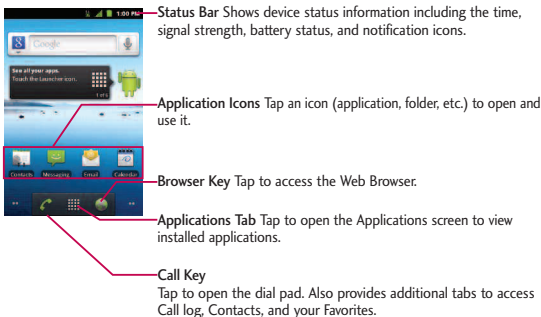 1:00 PM
Google
See all your apps.
Touch the Launcher icon.
1 of 6
Contacts Messaging Email Calendar
Status Bar Shows device status information including the time,
signal strength, battery status, and notification icons.
Application Icons Tap an icon (application, folder, etc.) to open and
use it.
Browser Key Tap to access the Web Browser.
Applications Tab Tap to open the Applications screen to view
installed applications.
Call Key
Tap to open the dial pad. Also provides additional tabs to access
Call log, Contacts, and your Favorites.